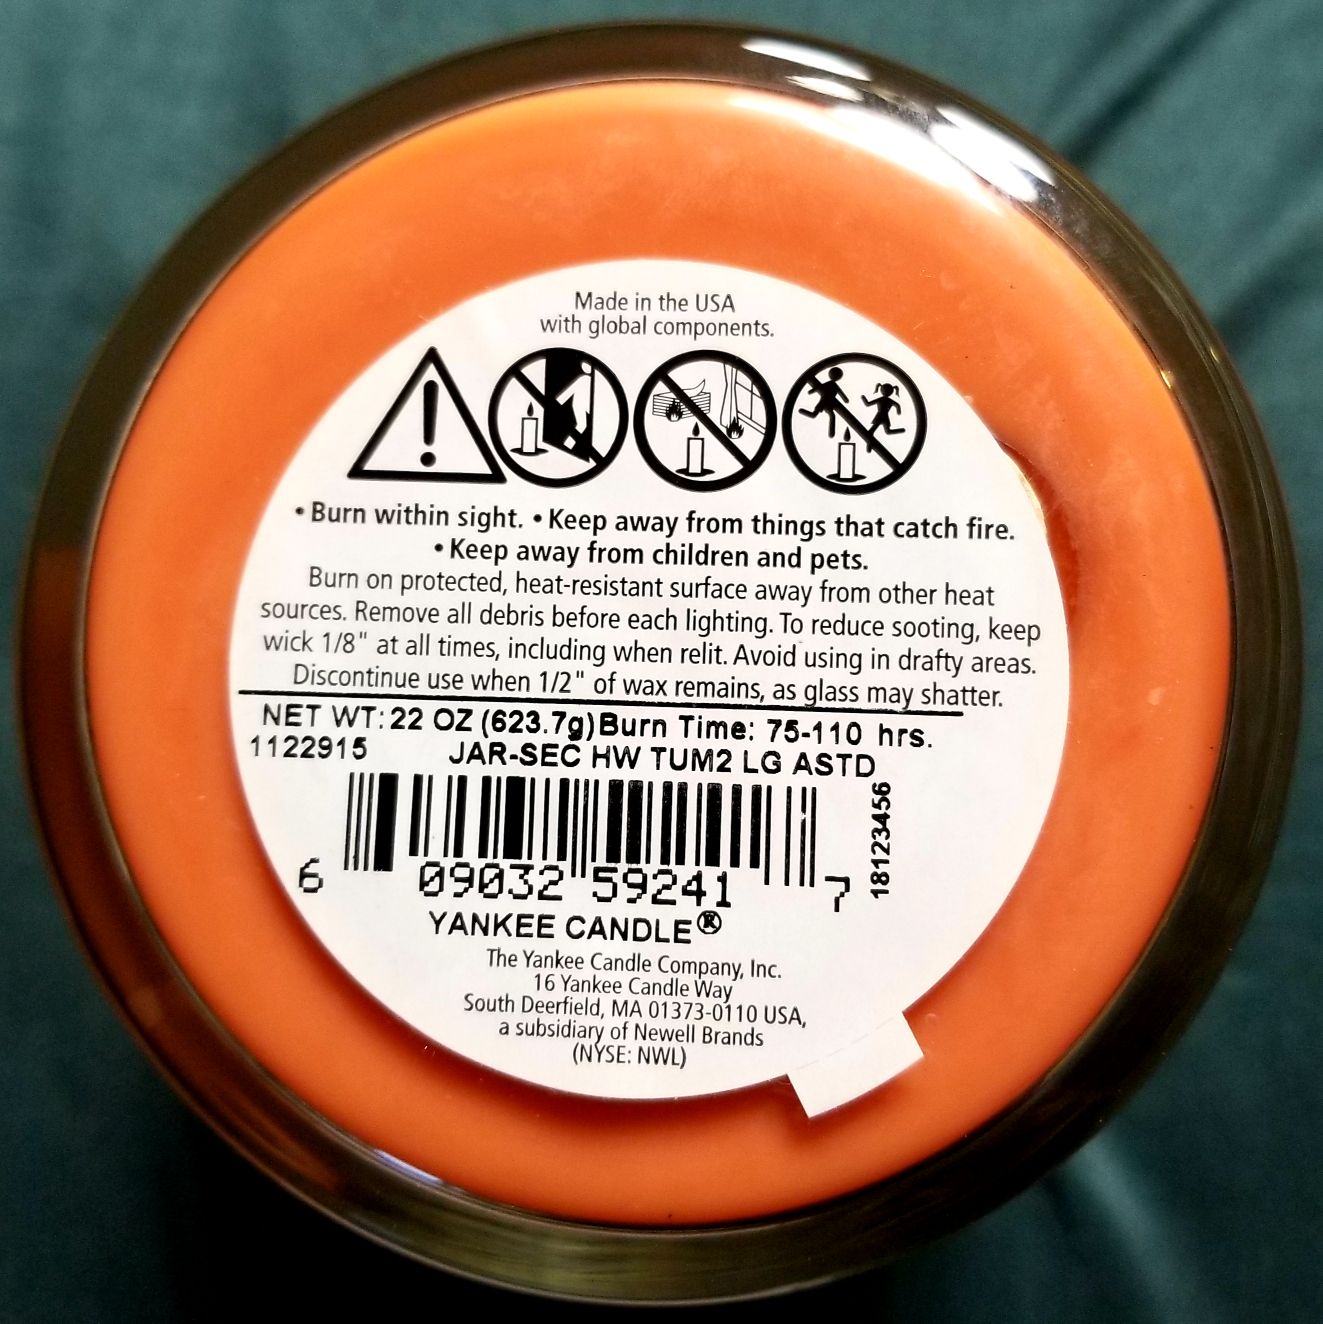 Made in the USA
with global components.
• Burn within sight. • Keep away from things that catch fire.
• Keep away from children and pets.
Burn on protected, heat-resistant surface away from other heat
sources. Remove all debris before each lighting. To reduce sooting, keep
wick 1/8" at all times, including when relit. Avoid using in drafty areas.
Discontinue use when 1/2" of wax remains, as glass may shatter.
NET WT: 22 OZ (623.7g) Burn Time: 75-110 hrs.
1122915 JAR-SEC HW TUM2 LG ASTD
18123456
6 09032 59241 7
YANKEE CANDLE®
The Yankee Candle Company, Inc.
16 Yankee Candle Way
South Deerfield, MA 01373-0110 USA,
a subsidiary of Newell Brands
(NYSE: NWL)